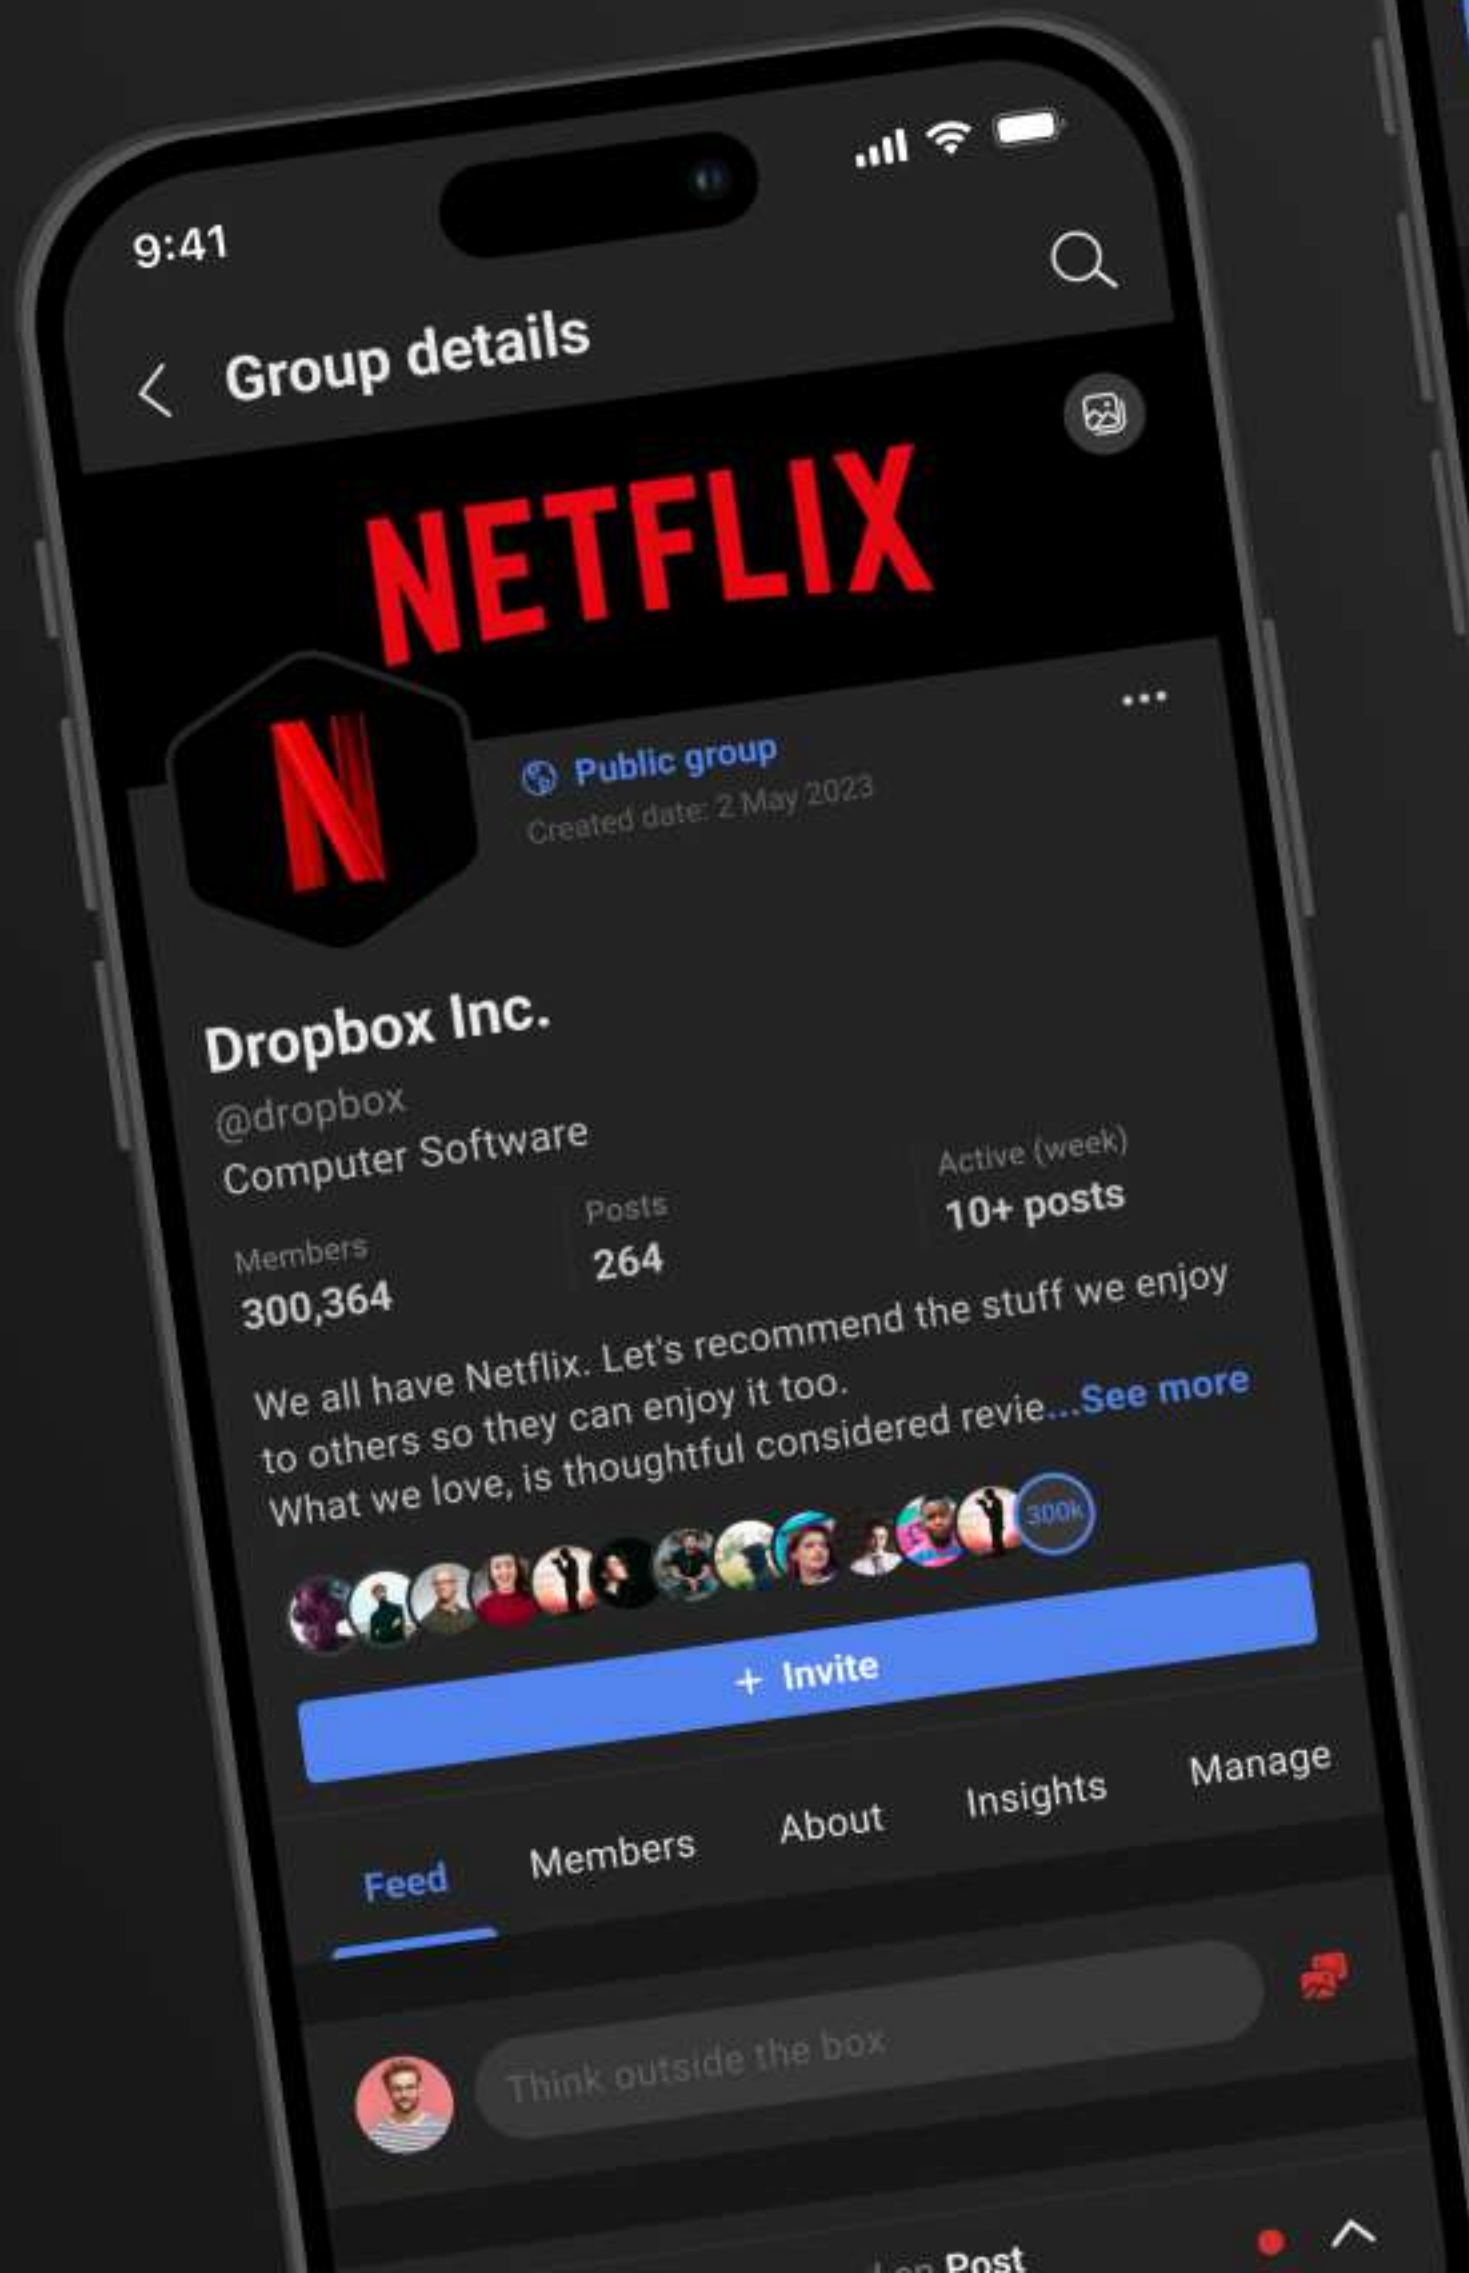 9:41
Group details
NETFLIX
N
Public group
Created date: 2 May 2023
Dropbox Inc.
@dropbox
Computer Software
Members
300,364
Posts
264
Active (week)
10+ posts
We all have Netflix. Let's recommend the stuff we enjoy
to others so they can enjoy it too.
What we love, is thoughtful considered revie...See more
300k
+ Invite
Feed
Members
About
Insights
Manage
Think outside the box
on Post